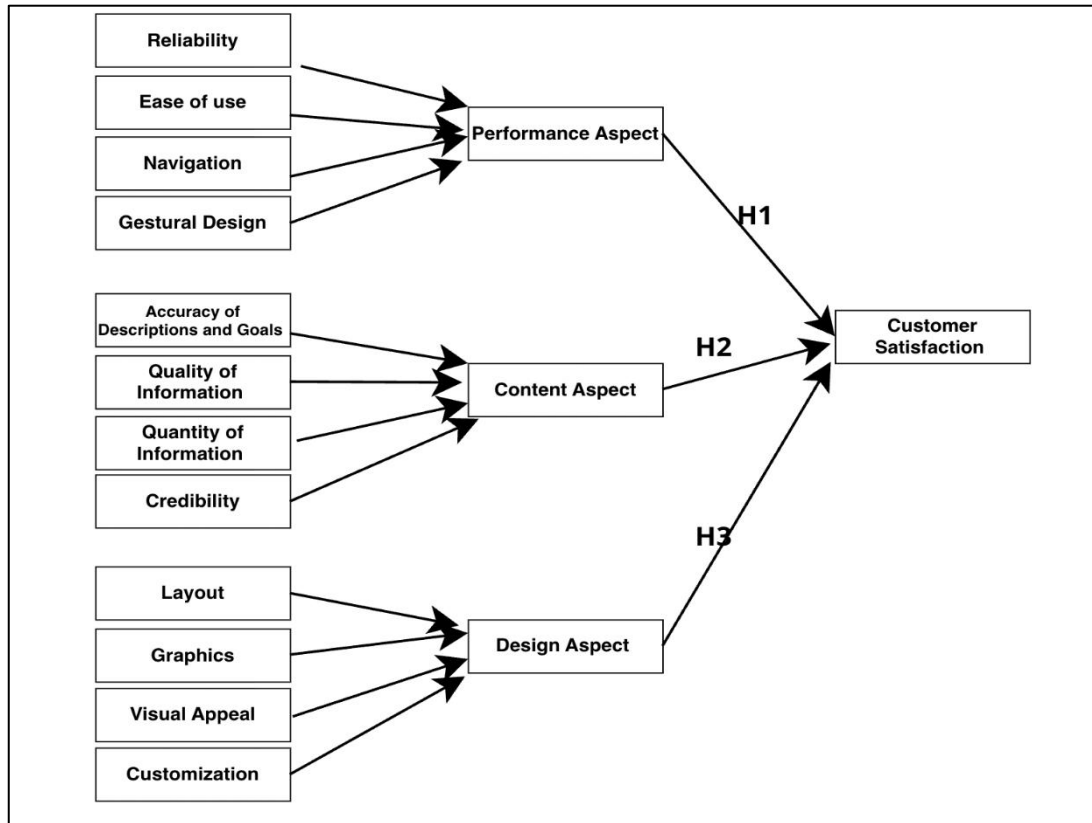 Reliability
Ease of use
Navigation
Gestural Design
Performance Aspect
H1
Accuracy of
Descriptions and Goals
Quality of
Information
Quantity of
Information
Credibility
Content Aspect
H2
Customer
Satisfaction
Layout
Graphics
Visual Appeal
Customization
Design Aspect
H3